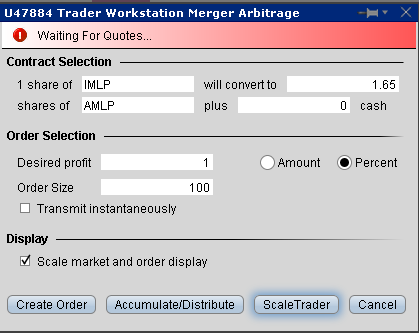 U47884 Trader Workstation Merger Arbitrage
Waiting For Quotes...
Contract Selection
1 share of IMLP will convert to 1.65
shares of AMLP plus 0 cash
Order Selection
Desired profit 1 Amount Percent
Order Size 100
Transmit instantaneously
Display
Scale market and order display
Create Order Accumulate/Distribute ScaleTrader Cancel